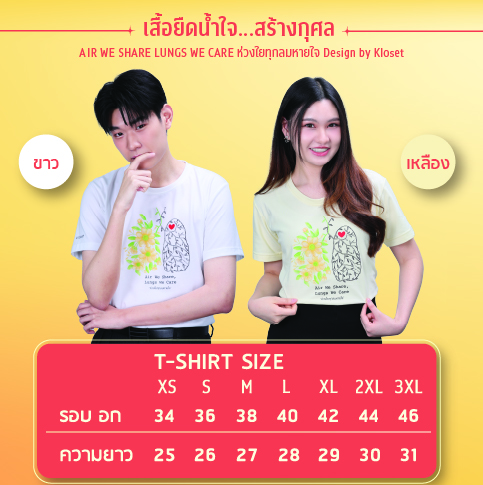 เสื้อยืดน้ำใจ...สร้างกุศล
AIR WE SHARE LUNGS WE CARE ห่วงใยทุกลมหายใจ Design by Kloset
ขาว
เหลือง
Air We Share,
Lungs We Care
Air We Share,
Lungs We Care
T-SHIRT SIZE
XS S M L XL 2XL 3XL
รอบ อก 34 36 38 40 42 44 46
ความยาว 25 26 27 28 29 30 31